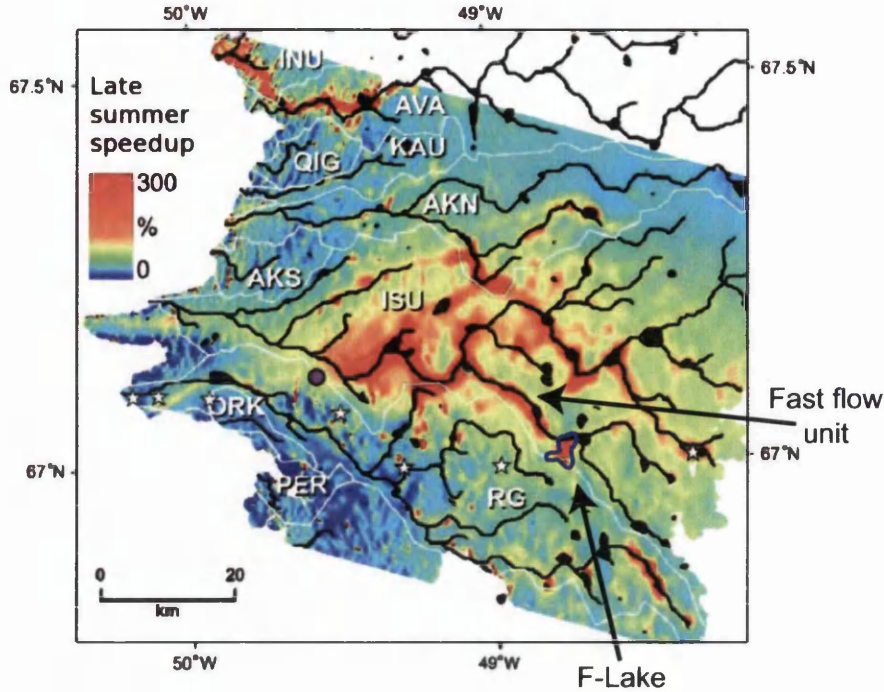 50°W 49°W
67.5°N
67.5°N
Late
summer
speedup
300
%
0
INU
AVA
KAU
QIG
AKN
AKS
ISU
ORK
PER
RG
Fast flow
unit
67°N
67°N
0 20
km
50°W 49°W
F-Lake